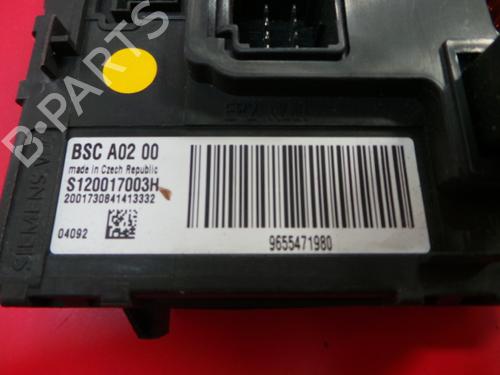 B-PARTS
BSC A02 00
made in Czech Republic
S120017003H
2001730841413332
04092
9655471980
SIEMENS